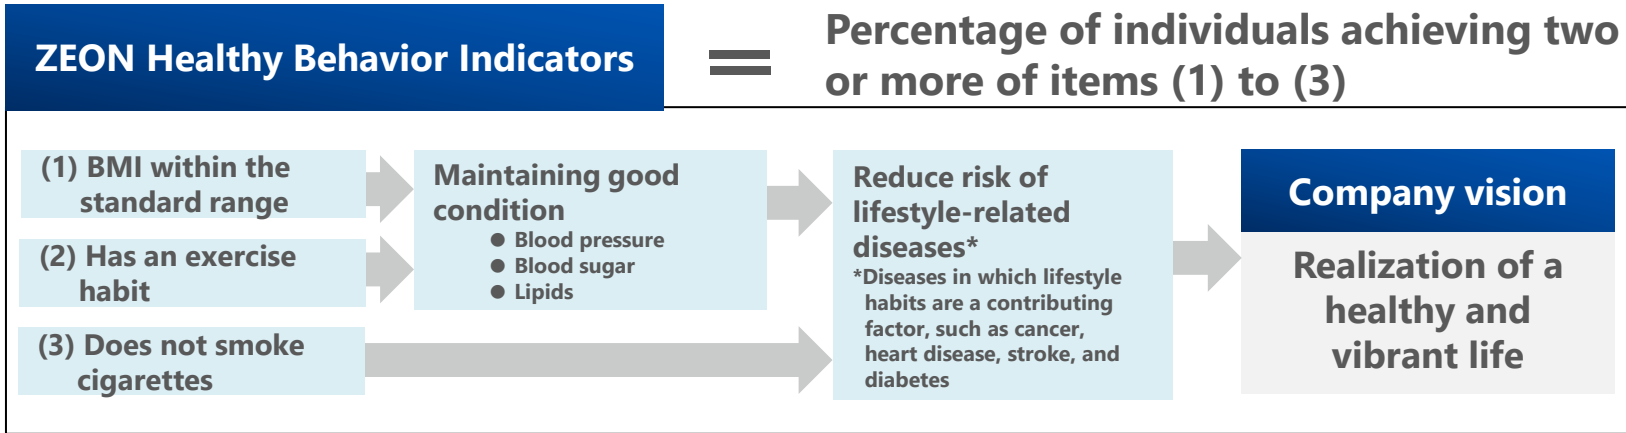 ZEON Healthy Behavior Indicators
=
Percentage of individuals achieving two
or more of items (1) to (3)
(1) BMI within the
standard range
(2) Has an exercise
habit
(3) Does not smoke
cigarettes
Maintaining good
condition
● Blood pressure
● Blood sugar
● Lipids
Reduce risk of
lifestyle-related
diseases*
*Diseases in which lifestyle
habits are a contributing
factor, such as cancer,
heart disease, stroke, and
diabetes
Company vision
Realization of a
healthy and
vibrant life